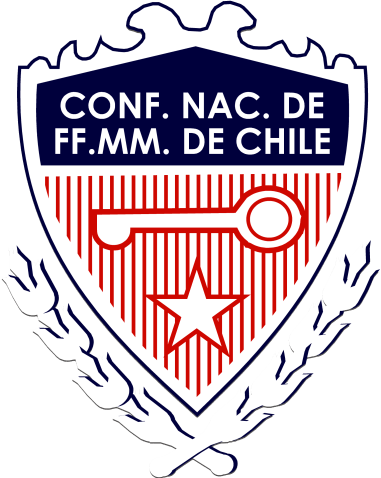 CONF. NAC. DE
FF.MM. DE CHILE